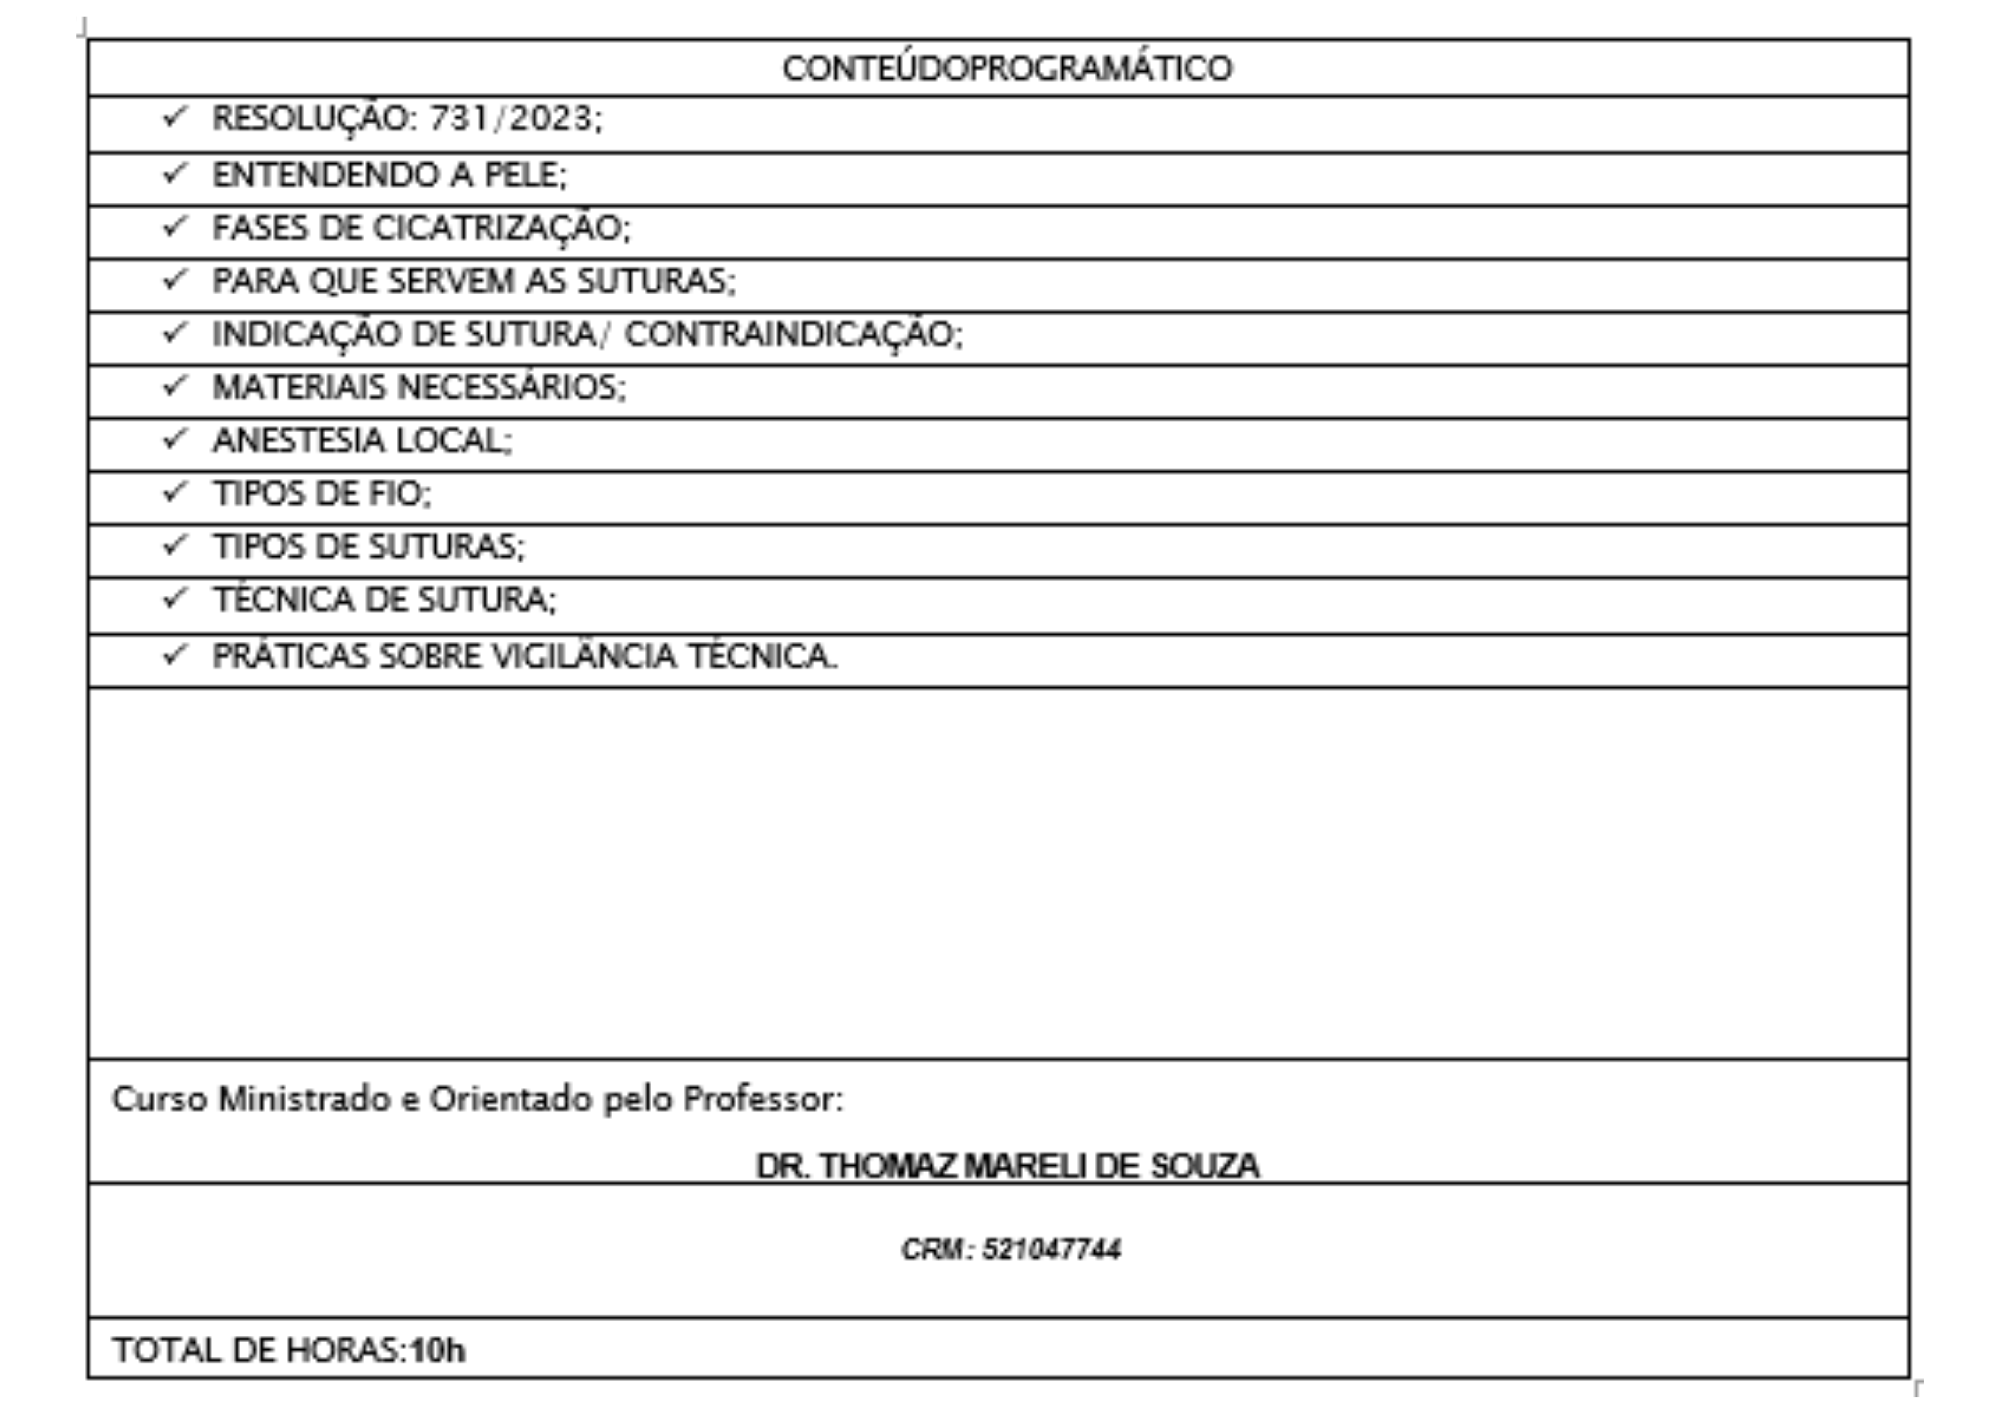 CONTEÚDOPROGRAMÁTICO
✓ RESOLUÇÃO: 731/2023;
✓ ENTENDENDO A PELE;
✓ FASES DE CICATRIZAÇÃO;
✓ PARA QUE SERVEM AS SUTURAS;
✓ INDICAÇÃO DE SUTURA/ CONTRAINDICAÇÃO;
✓ MATERIAIS NECESSÁRIOS;
✓ ANESTESIA LOCAL;
✓ TIPOS DE FIO;
✓ TIPOS DE SUTURAS;
✓ TÉCNICA DE SUTURA;
✓ PRÁTICAS SOBRE VIGILÂNCIA TÉCNICA.
Curso Ministrado e Orientado pelo Professor:
DR. THOMAZ MARELI DE SOUZA
CRM: 521047744
TOTAL DE HORAS:10h